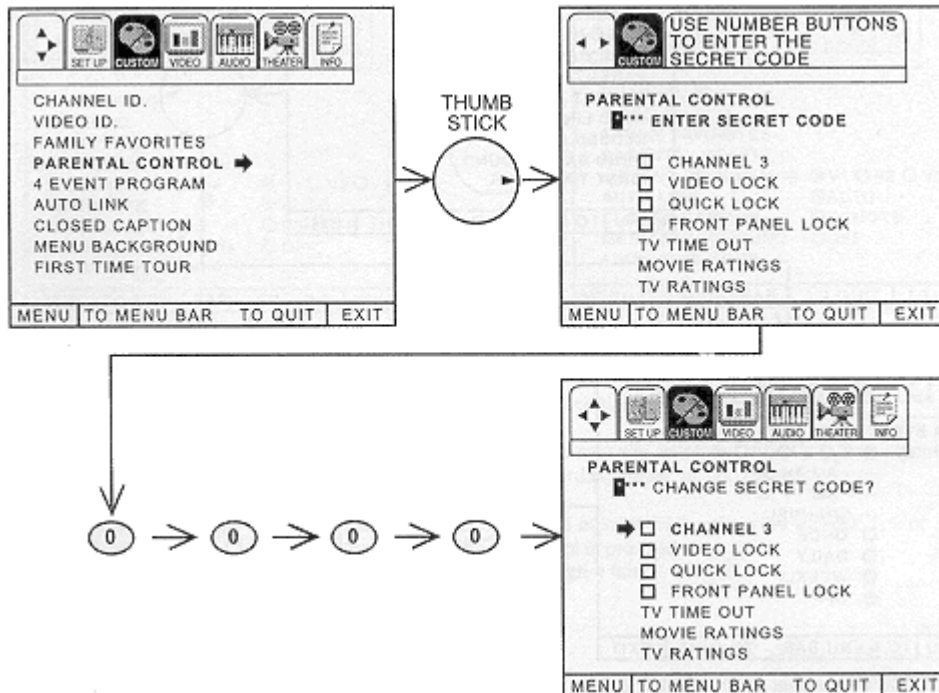 SET UP CUSTOM VIDEO AUDIO THEATER INFO
CHANNEL ID.
VIDEO ID.
FAMILY FAVORITES
PARENTAL CONTROL
4 EVENT PROGRAM
AUTO LINK
CLOSED CAPTION
MENU BACKGROUND
FIRST TIME TOUR
MENU TO MENU BAR TO QUIT EXIT
THUMB
STICK
CUSTOM
USE NUMBER BUTTONS
TO ENTER THE
SECRET CODE
PARENTAL CONTROL
*••• ENTER SECRET CODE
CHANNEL 3
VIDEO LOCK
QUICK LOCK
FRONT PANEL LOCK
TV TIME OUT
MOVIE RATINGS
TV RATINGS
MENU TO MENU BAR TO QUIT EXIT
0 0 0 0
SET UP CUSTOM VIDEO AUDIO THEATER INFO
PARENTAL CONTROL
*••• CHANGE SECRET CODE?
CHANNEL 3
VIDEO LOCK
QUICK LOCK
FRONT PANEL LOCK
TV TIME OUT
MOVIE RATINGS
TV RATINGS
MENU TO MENU BAR TO QUIT EXIT